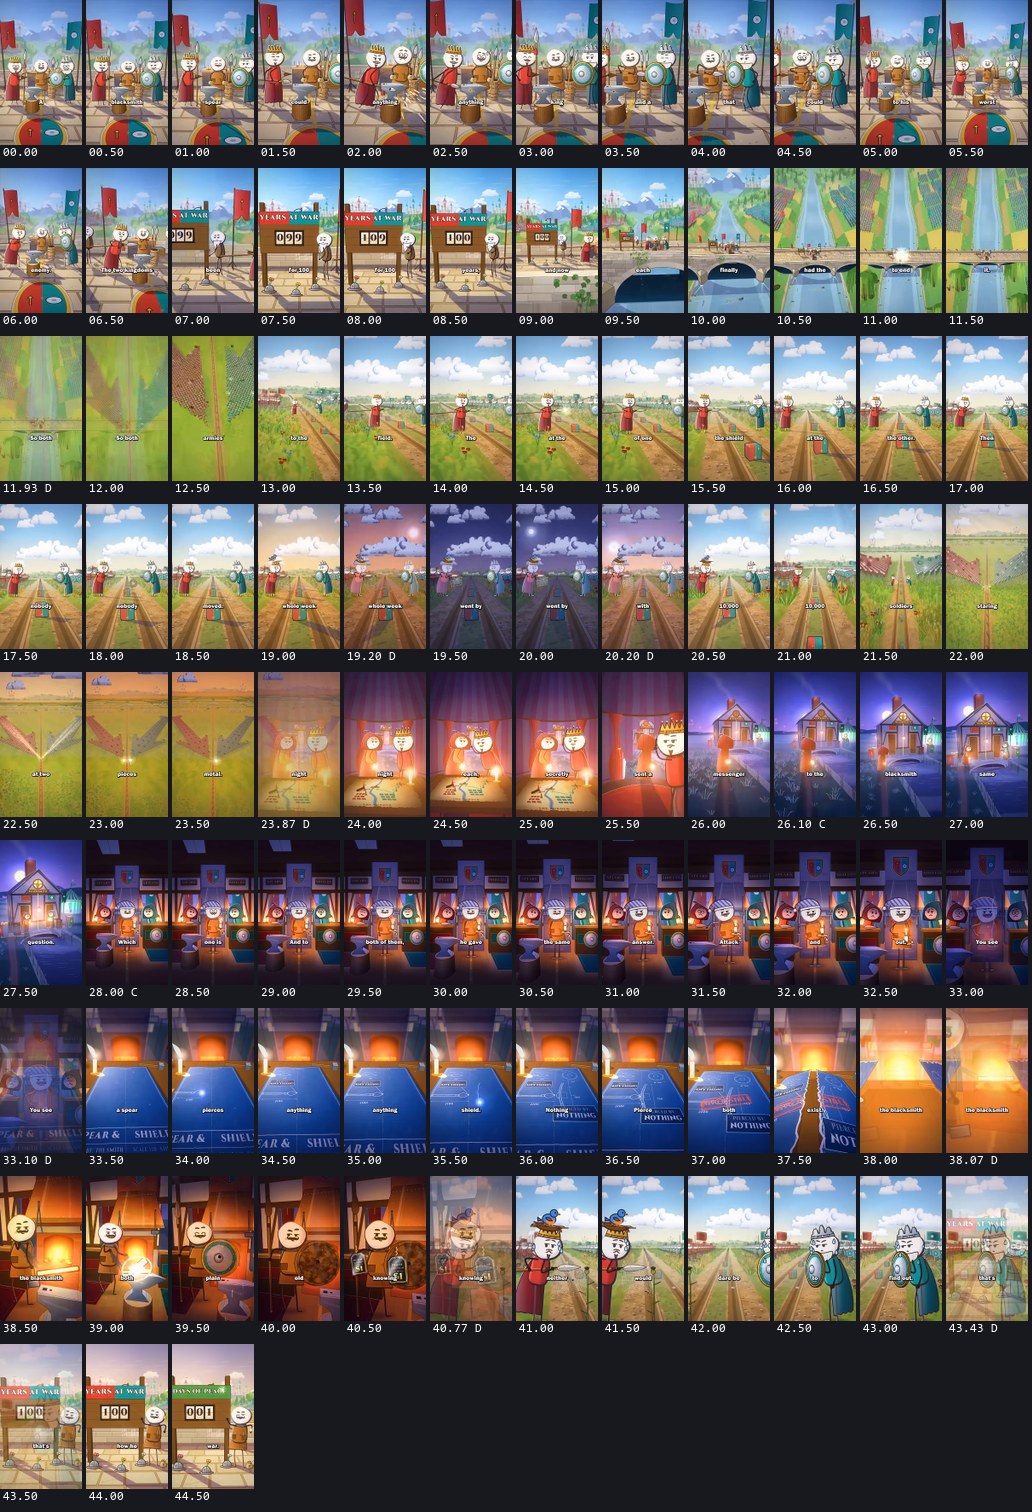 A
blacksmith
spear
could
anything.
anything.
king
and a
that
could
to his
worst
00.00
00.50
01.00
01.50
02.00
02.50
03.00
03.50
04.00
04.50
05.00
05.50
YEARS AT WAR
099
YEARS AT WAR
099
YEARS AT WAR
100
YEARS AT WAR
100
enemy.
The two kingdoms
been
for 100
for 100
years,
and now
each
finally
had the
to end
it.
06.00
06.50
07.00
07.50
08.00
08.50
09.00
09.50
10.00
10.50
11.00
11.50
So both
So both
armies
to the
field.
The
at the
of one
the shield
at the
the other.
Then
11.93 D
12.00
12.50
13.00
13.50
14.00
14.50
15.00
15.50
16.00
16.50
17.00
nobody
nobody
moved.
whole week
whole week
went by
went by
with
10,000
10,000
soldiers
staring
17.50
18.00
18.50
19.00
19.20 D
19.50
20.00
20.20 D
20.50
21.00
21.50
22.00
at two
pieces
metal.
night
night
each
secretly
sent a
messenger
to the
blacksmith
same
22.50
23.00
23.50
23.87 D
24.00
24.50
25.00
25.50
26.00
26.10 C
26.50
27.00
question.
Which
one is
And to
both of them,
he gave
the same
answer.
Attack
and
out.
You see
27.50
28.00 C
28.50
29.00
29.50
30.00
30.50
31.00
31.50
32.00
32.50
33.00
You see
a spear
pierces
anything
anything
shield.
Nothing
Pierce
both
exist.
the blacksmith
the blacksmith
PEAR & SHIEL
EAR & SHIEL
& SHIEL
NOTHING
NOTHING
NOTHING
NOT
33.10 D
33.50
34.00
34.50
35.00
35.50
36.00
36.50
37.00
37.50
38.00
38.07 D
the blacksmith
both
plain
old
knowing
knowing
neither
would
dare be
to
find out.
that's
38.50
39.00
39.50
40.00
40.50
40.77 D
41.00
41.50
42.00
42.50
43.00
43.43 D
YEARS AT WAR
100
YEARS AT WAR
100
DAYS OF PEAC
001
that's
how he
war.
43.50
44.00
44.50